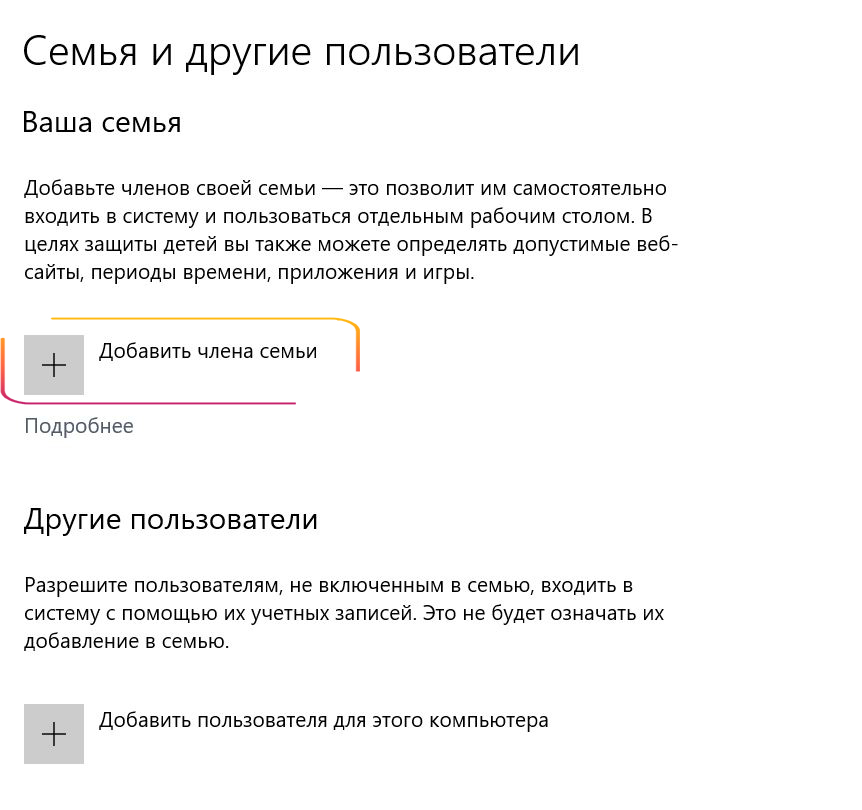 Семья и другие пользователи
Ваша семья
Добавьте членов своей семьи — это позволит им самостоятельно
входить в систему и пользоваться отдельным рабочим столом. В
целях защиты детей вы также можете определять допустимые веб-
сайты, периоды времени, приложения и игры.
Добавить члена семьи
Подробнее
Другие пользователи
Разрешите пользователям, не включенным в семью, входить в
систему с помощью их учетных записей. Это не будет означать их
добавление в семью.
Добавить пользователя для этого компьютера